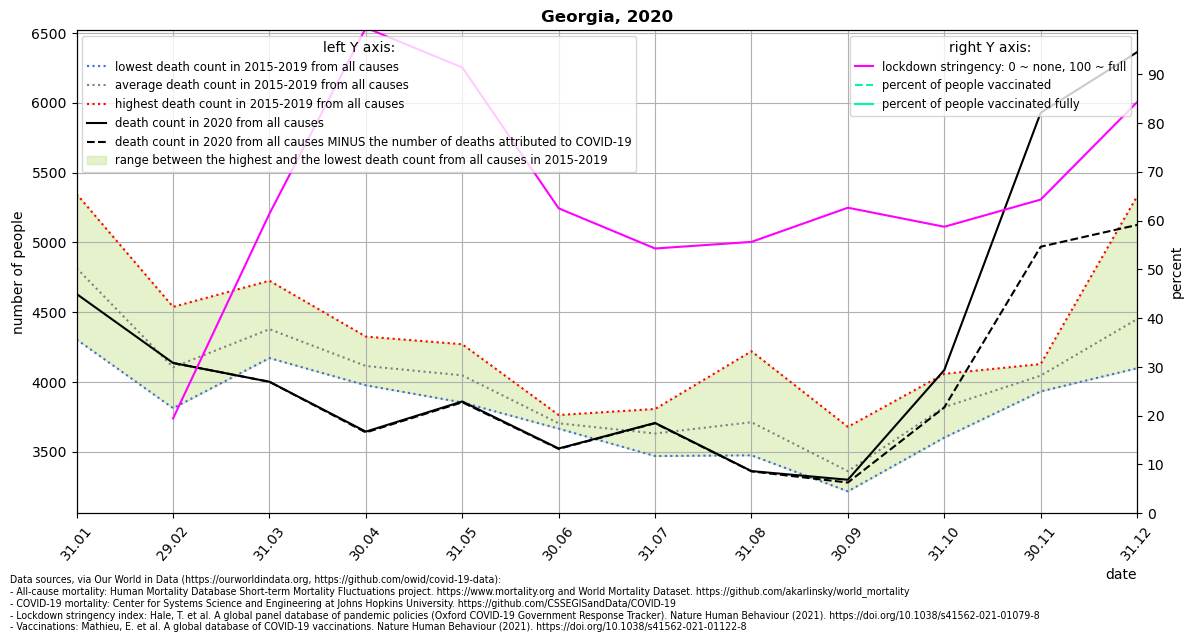 Georgia, 2020
left Y axis:
lowest death count in 2015-2019 from all causes
average death count in 2015-2019 from all causes
highest death count in 2015-2019 from all causes
death count in 2020 from all causes
death count in 2020 from all causes MINUS the number of deaths attributed to COVID-19
range between the highest and the lowest death count from all causes in 2015-2019
right Y axis:
lockdown stringency: 0 ~ none, 100 ~ full
percent of people vaccinated
percent of people vaccinated fully
number of people
6500
6000
5500
5000
4500
4000
3500
percent
90
80
70
60
50
40
30
20
10
0
31.01
29.02
31.03
30.04
31.05
30.06
31.07
31.08
30.09
31.10
30.11
31.12
date
Data sources, via Our World in Data (https://ourworldindata.org, https://github.com/owid/covid-19-data):
- All-cause mortality: Human Mortality Database Short-term Mortality Fluctuations project. https://www.mortality.org and World Mortality Dataset. https://github.com/akarlinsky/world_mortality
- COVID-19 mortality: Center for Systems Science and Engineering at Johns Hopkins University. https://github.com/CSSEGISandData/COVID-19
- Lockdown stringency index: Hale, T. et al. A global panel database of pandemic policies (Oxford COVID-19 Government Response Tracker). Nature Human Behaviour (2021). https://doi.org/10.1038/s41562-021-01079-8
- Vaccinations: Mathieu, E. et al. A global database of COVID-19 vaccinations. Nature Human Behaviour (2021). https://doi.org/10.1038/s41562-021-01122-8